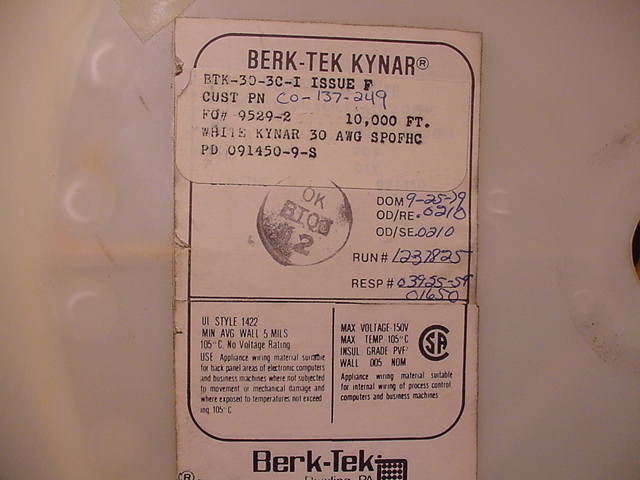 BERK-TEK KYNAR®
BTK-30-3C-I ISSUE F
CUST PN CO-137-249
FO# 9529-2 10,000 FT.
WHITE KYNAR 30 AWG SPOFHC
PD 091450-9-S
OK
12
DOM 9-25-79
OD/RE .0210
OD/SE .0210
RUN # 1237825
RESP # 03925-59
01650
UL STYLE 1422
MIN AVG WALL 5 MILS
105°C, No Voltage Rating
USE Appliance wiring material suitable
for back panel areas of electronic computers
and business machines where not subjected
to movement or mechanical damage and
where exposed to temperatures not exceed
ing 105°C
MAX VOLTAGE 150V
MAX TEMP 105°C
INSUL GRADE PVF²
WALL 005 NOM
SA
Appliance wiring material suitable
for internal wiring of process control,
computers and business machines
Berk-Tek
®
PA